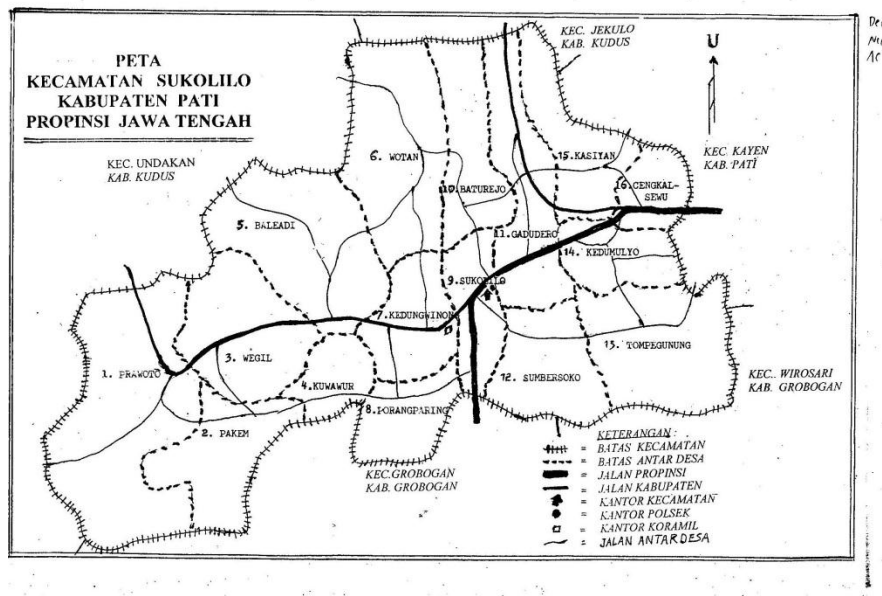 PETA
KECAMATAN SUKOLILO
KABUPATEN PATI
PROPINSI JAWA TENGAH
KEC. JEKULO
KAB. KUDUS
U
KEC. UNDAKAN
KAB. KUDUS
KEC. KAYEN
KAB. PATI
6. WOTAN
15. KASIYAN
10. BATUREJO
16. CENGKAL-
SEWU
5. BALEADI
11. GADUDERO
14. KEDUMULYO
9. SUKOLILO
7. KEDUNGWINONG
13. TOMPEGUNUNG
3. WEGIL
1. PRAWOTO
4. KUWAWUR
12. SUMBERSOKO
KEC. WIROSARI
KAB. GROBOGAN
8. PORANGPARING
2. PAKEM
KEC.GROBOGAN
KAB. GROBOGAN
KETERANGAN :
= BATAS KECAMATAN
= BATAS ANTAR DESA
= JALAN PROPINSI
= JALAN KABUPATEN
= KANTOR KECAMATAN
= KANTOR POLSEK
= KANTOR KORAMIL
= JALAN ANTAR DESA